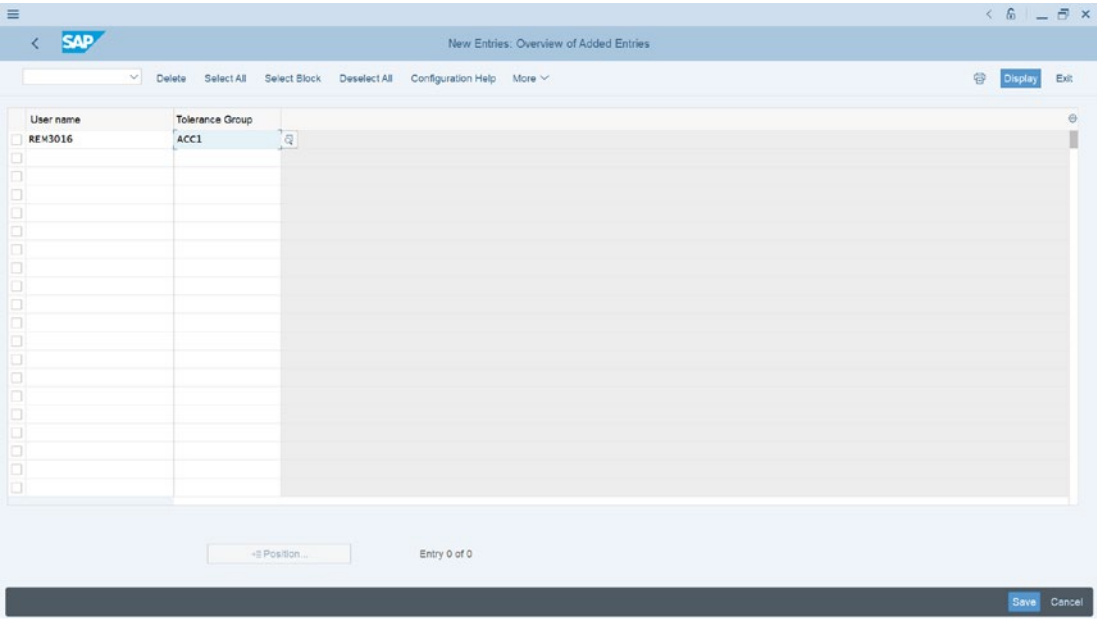 SAP
New Entries: Overview of Added Entries
Delete Select All Select Block Deselect All Configuration Help More Display Exit
User name Tolerance Group
REM3016 ACC1
Position... Entry 0 of 0
Save Cancel